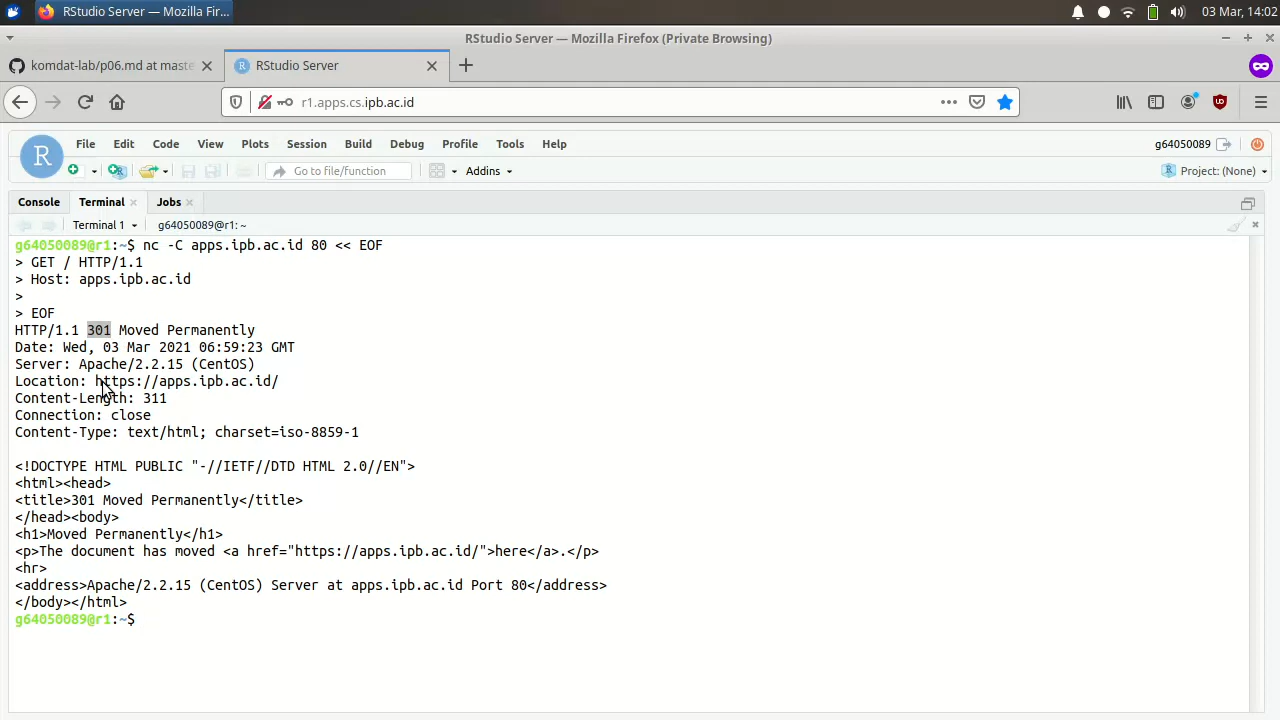 RStudio Server — Mozilla Fir...
03 Mar, 14:02
RStudio Server — Mozilla Firefox (Private Browsing)
komdat-lab/p06.md at maste
RStudio Server
r1.apps.cs.ipb.ac.id
R
File Edit Code View Plots Session Build Debug Profile Tools Help
g64050089
Go to file/function
Addins
Project: (None)
Console Terminal Jobs
Terminal 1
g64050089@r1: ~
g64050089@r1:~$ nc -C apps.ipb.ac.id 80 << EOF
> GET / HTTP/1.1
> Host: apps.ipb.ac.id
>
> EOF
HTTP/1.1 301 Moved Permanently
Date: Wed, 03 Mar 2021 06:59:23 GMT
Server: Apache/2.2.15 (CentOS)
Location: https://apps.ipb.ac.id/
Content-Length: 311
Connection: close
Content-Type: text/html; charset=iso-8859-1
<!DOCTYPE HTML PUBLIC "-//IETF//DTD HTML 2.0//EN">
<html><head>
<title>301 Moved Permanently</title>
</head><body>
<h1>Moved Permanently</h1>
<p>The document has moved <a href="https://apps.ipb.ac.id/">here</a>.</p>
<hr>
<address>Apache/2.2.15 (CentOS) Server at apps.ipb.ac.id Port 80</address>
</body></html>
g64050089@r1:~$